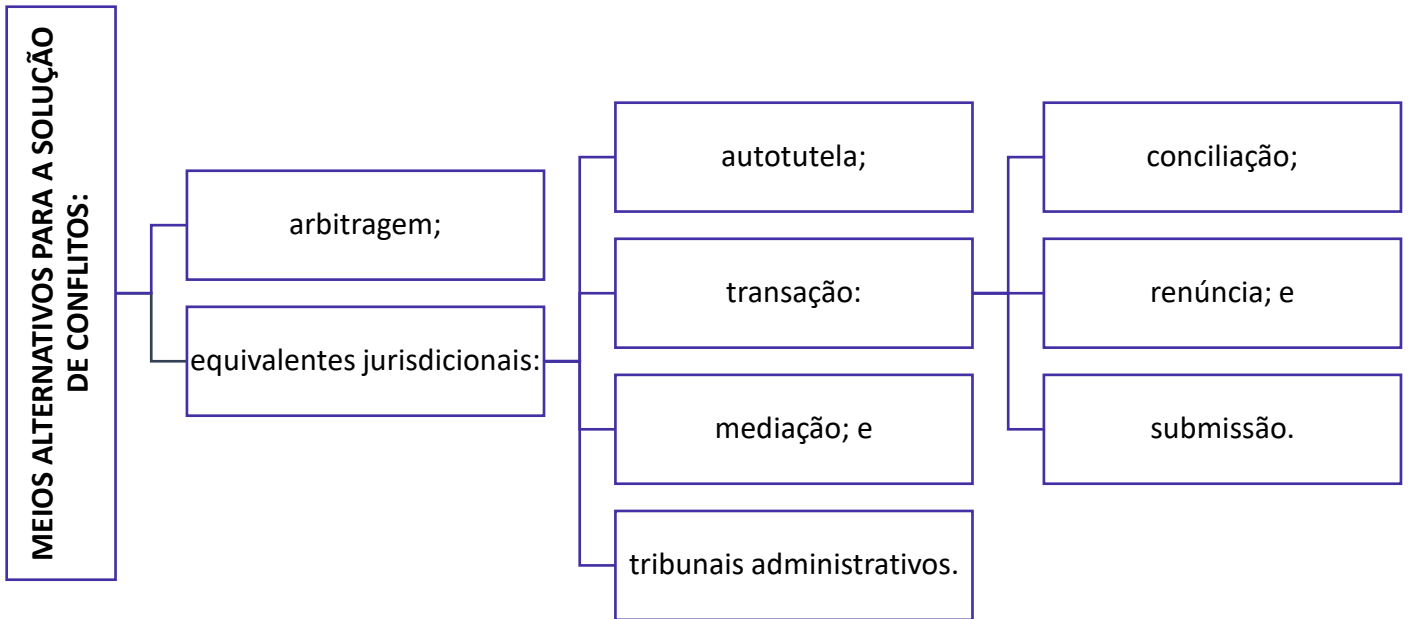 MEIOS ALTERNATIVOS PARA A SOLUÇÃO
DE CONFLITOS:
arbitragem;
equivalentes jurisdicionais:
autotutela;
transação:
mediação; e
tribunais administrativos.
conciliação;
renúncia; e
submissão.